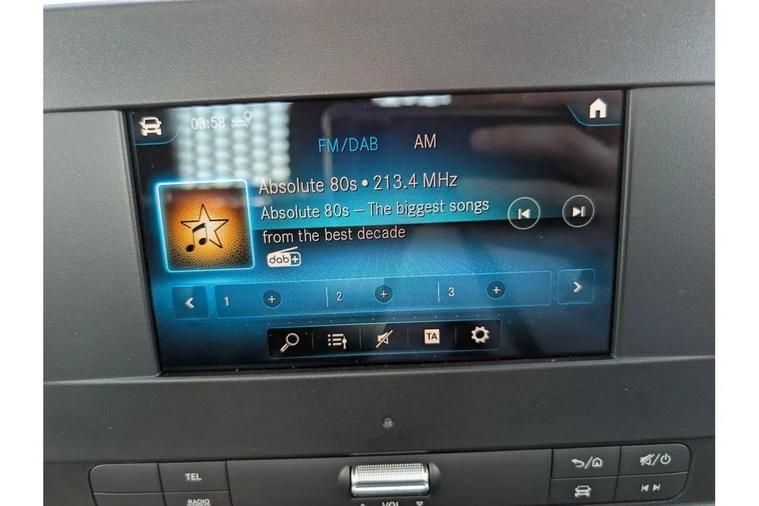 03:58
FM/DAB AM
Absolute 80s • 213.4 MHz
Absolute 80s – The biggest songs
from the best decade
dab+
1 + 2 + 3 +
TA
TEL
RADIO
VOL